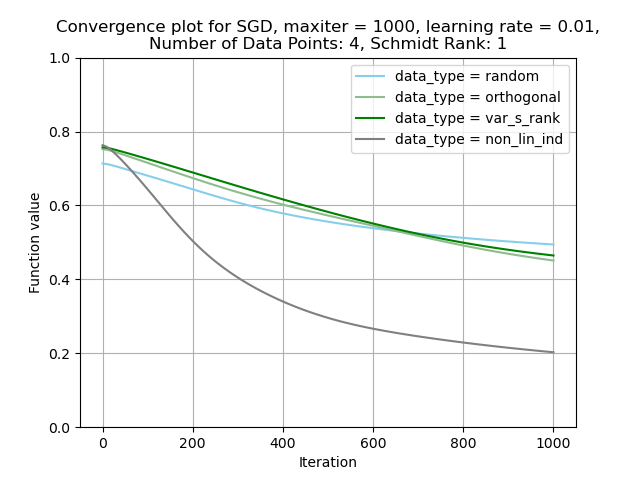 Convergence plot for SGD, maxiter = 1000, learning rate = 0.01,
Number of Data Points: 4, Schmidt Rank: 1
data_type = random
data_type = orthogonal
data_type = var_s_rank
data_type = non_lin_ind
Function value
1.0
0.8
0.6
0.4
0.2
0.0
0 200 400 600 800 1000
Iteration